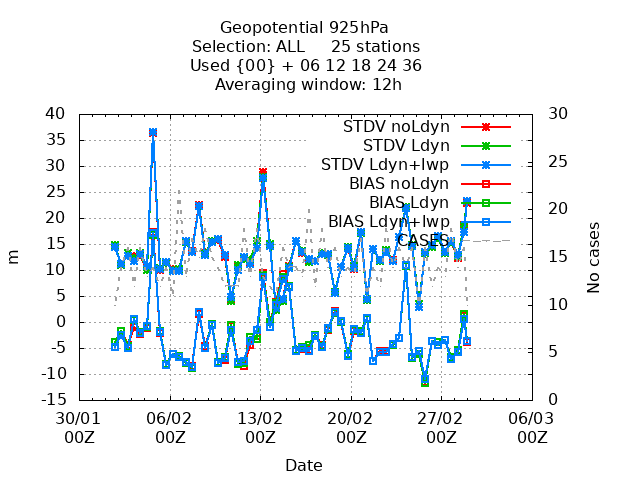 Geopotential 925hPa
Selection: ALL     25 stations
Used {00} + 06 12 18 24 36
Averaging window: 12h
40
35
30
25
20
15
10
5
0
-5
-10
-15
m
STDV noLdyn
STDV Ldyn
STDV Ldyn+lwp
BIAS noLdyn
BIAS Ldyn
BIAS Ldyn+lwp
CASES
30
25
20
15
10
5
0
No cases
30/01 06/02 13/02 20/02 27/02 06/03
00Z 00Z 00Z 00Z 00Z 00Z
Date